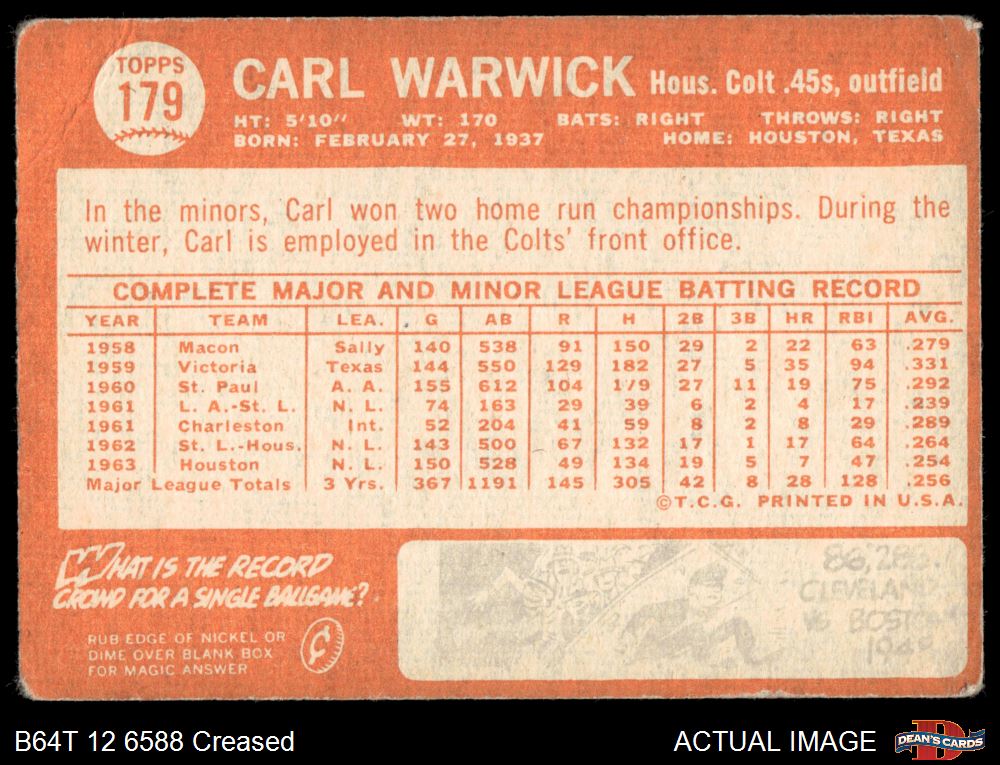 TOPPS
179
CARL WARWICK Hous. Colt .45s, outfield
HT: 5'10" WT: 170 BATS: RIGHT THROWS: RIGHT
BORN: FEBRUARY 27, 1937 HOME: HOUSTON, TEXAS
In the minors, Carl won two home run championships. During the
winter, Carl is employed in the Colts' front office.
COMPLETE MAJOR AND MINOR LEAGUE BATTING RECORD
YEAR TEAM LEA. G AB R H 2B 3B HR RBI AVG.
1958 Macon Sally 140 538 91 150 29 2 22 63 .279
1959 Victoria Texas 144 550 129 182 27 5 35 94 .331
1960 St. Paul A. A. 155 612 104 179 27 11 19 75 .292
1961 L. A.-St. L. N. L. 74 163 29 39 6 2 4 17 .239
1961 Charleston Int. 52 204 41 59 8 2 8 29 .289
1962 St. L.-Hous. N. L. 143 500 67 132 17 1 17 64 .264
1963 Houston N. L. 150 528 49 134 19 5 7 47 .254
Major League Totals 3 Yrs. 367 1191 145 305 42 8 28 128 .256
©T.C.G. PRINTED IN U.S.A.
WHAT IS THE RECORD
CROWD FOR A SINGLE BALLGAME?
RUB EDGE OF NICKEL OR
DIME OVER BLANK BOX
FOR MAGIC ANSWER
¢
CLEVELAND
B64T 12 6588 Creased
ACTUAL IMAGE
DEAN'S CARDS